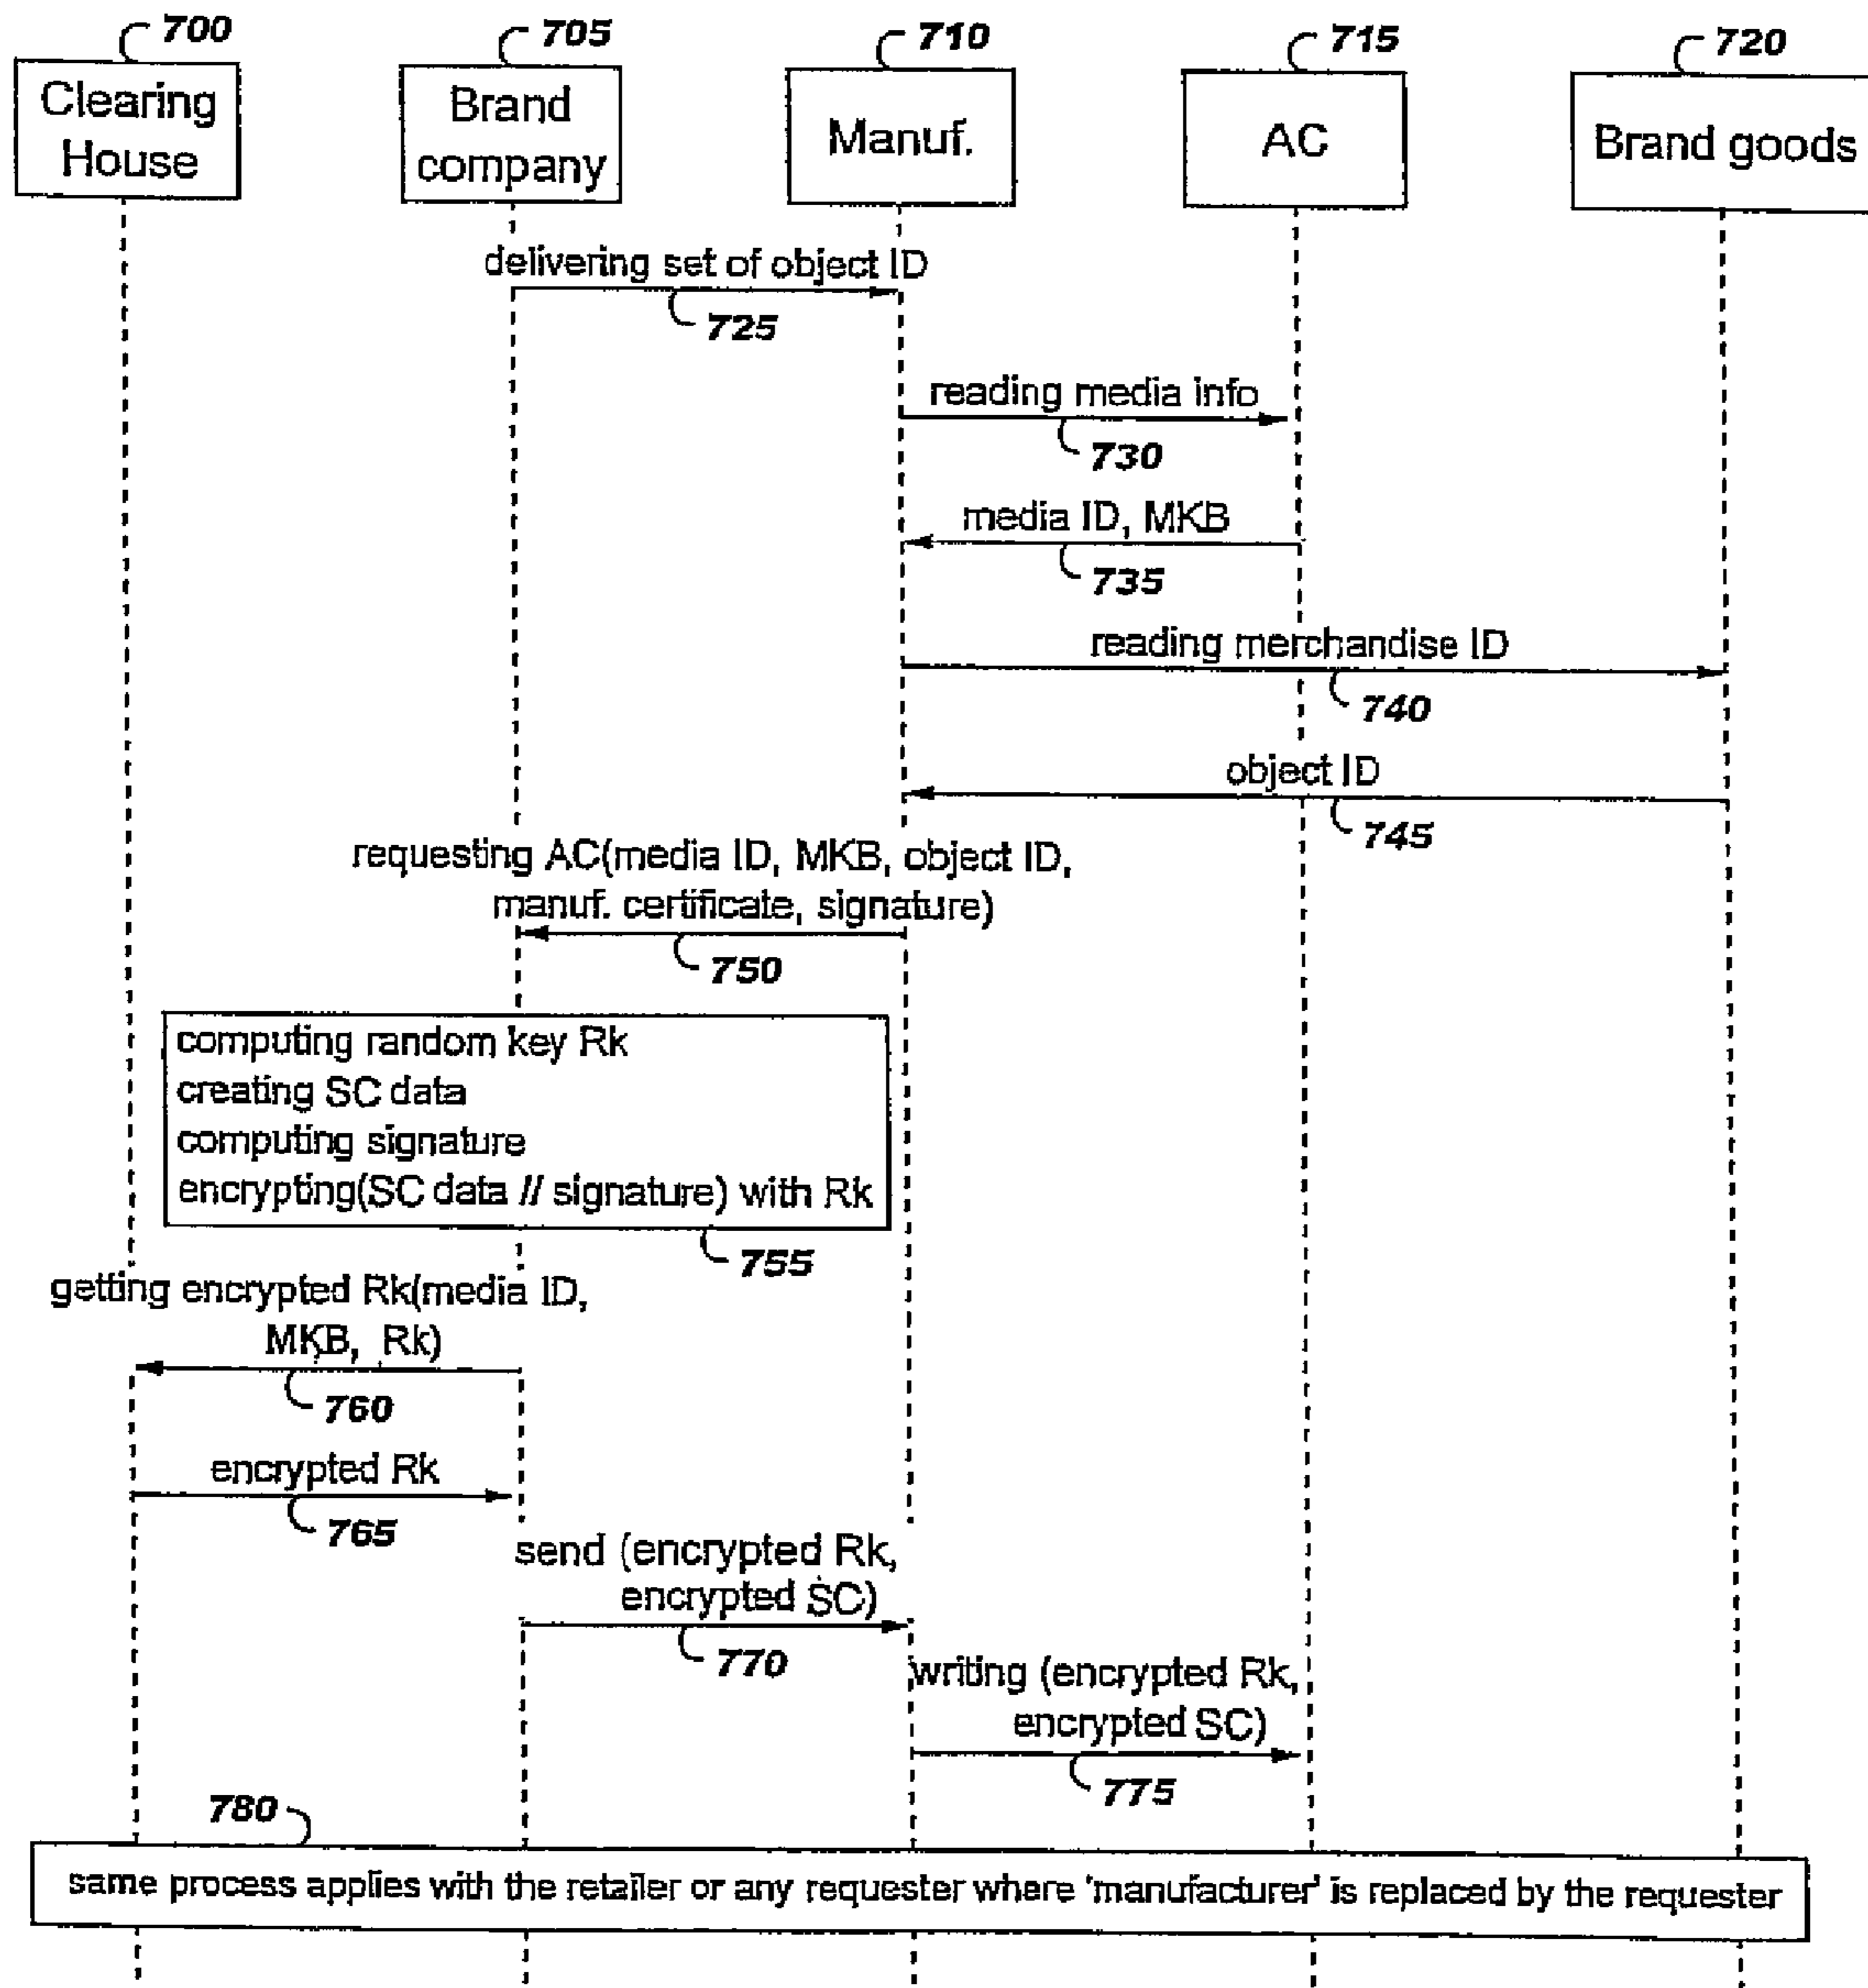 700
705
710
715
720
Clearing
House
Brand
company
Manuf.
AC
Brand goods
delivering set of object ID
725
reading media info
730
media ID, MKB
735
reading merchandise ID
740
object ID
745
requesting AC(media ID, MKB, object ID,
manuf. certificate, signature)
750
computing random key Rk
creating SC data
computing signature
encrypting(SC data // signature) with Rk
755
getting encrypted Rk(media ID,
MKB, Rk)
760
encrypted Rk
765
send (encrypted Rk,
encrypted SC)
770
writing (encrypted Rk,
encrypted SC)
775
780
same process applies with the retailer or any requester where 'manufacturer' is replaced by the requester